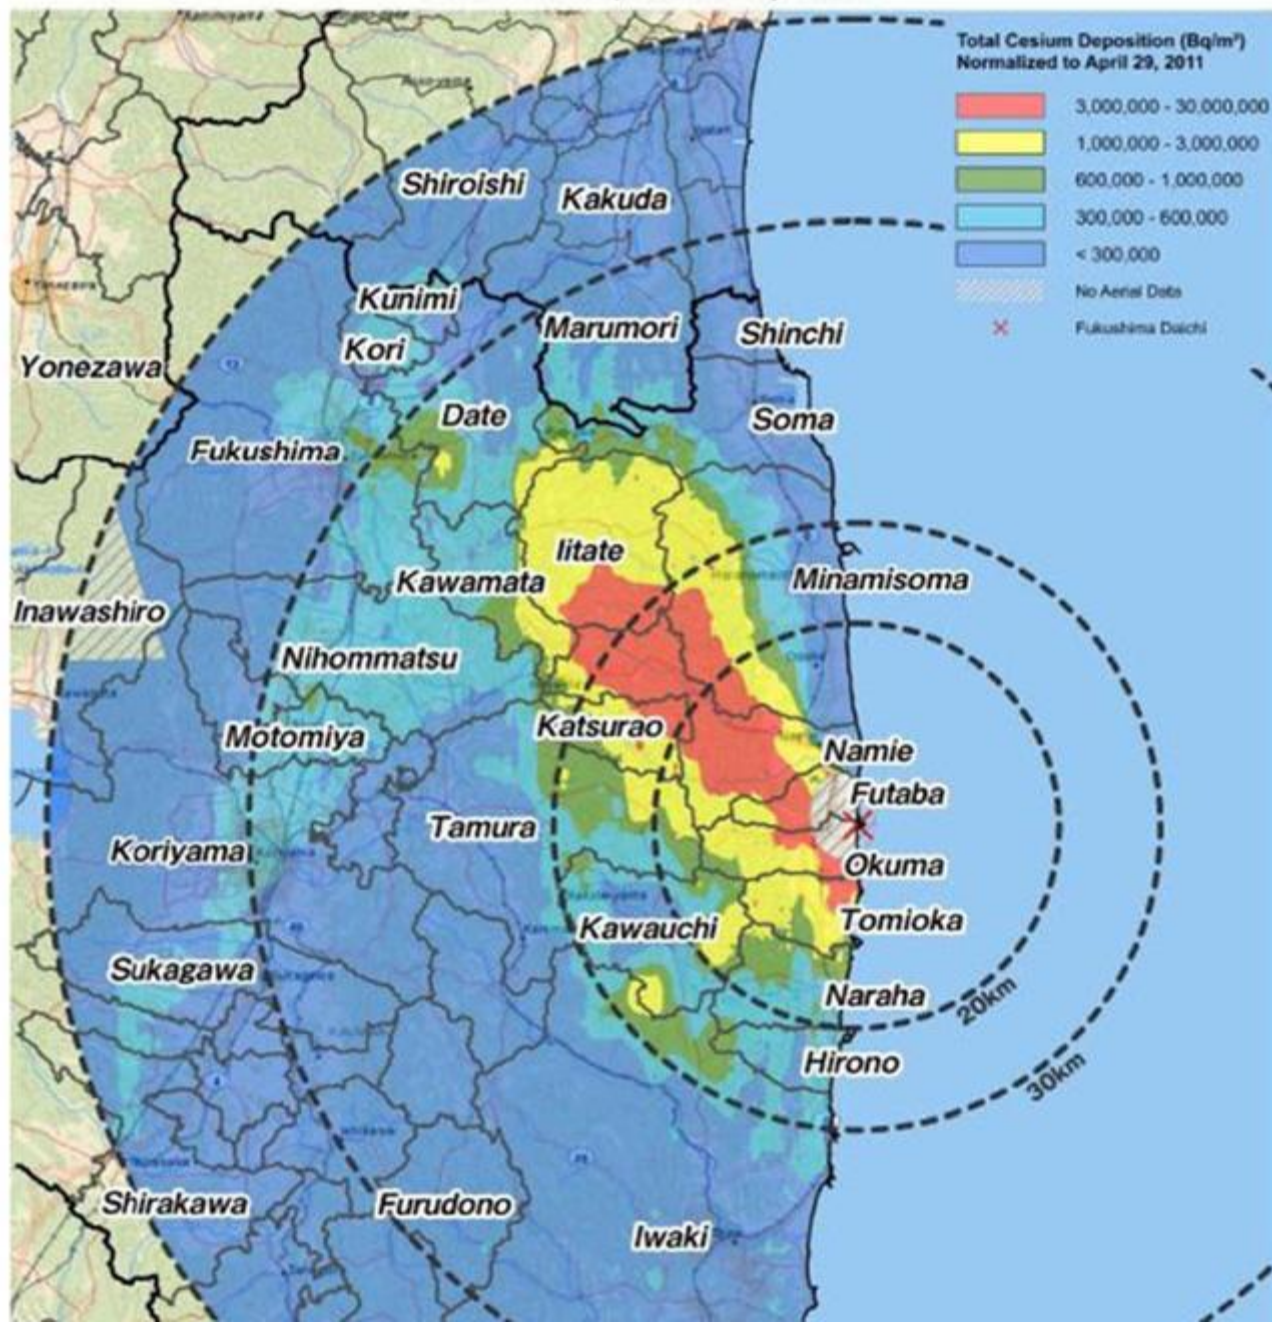 Total Cesium Deposition (Bq/m²)
Normalized to April 29, 2011
3,000,000 - 30,000,000
1,000,000 - 3,000,000
600,000 - 1,000,000
300,000 - 600,000
< 300,000
No Aerial Data
Fukushima Daichi
Shiroishi
Kakuda
Kunimi
Marumori
Shinchi
Kori
Yonezawa
Date
Soma
Fukushima
Iitate
Minamisoma
Kawamata
Inawashiro
Nihommatsu
Katsurao
Motomiya
Namie
Futaba
Tamura
Koriyama
Okuma
Kawauchi
Tomioka
Sukagawa
Naraha
20km
Hirono
30km
Shirakawa
Furudono
Iwaki